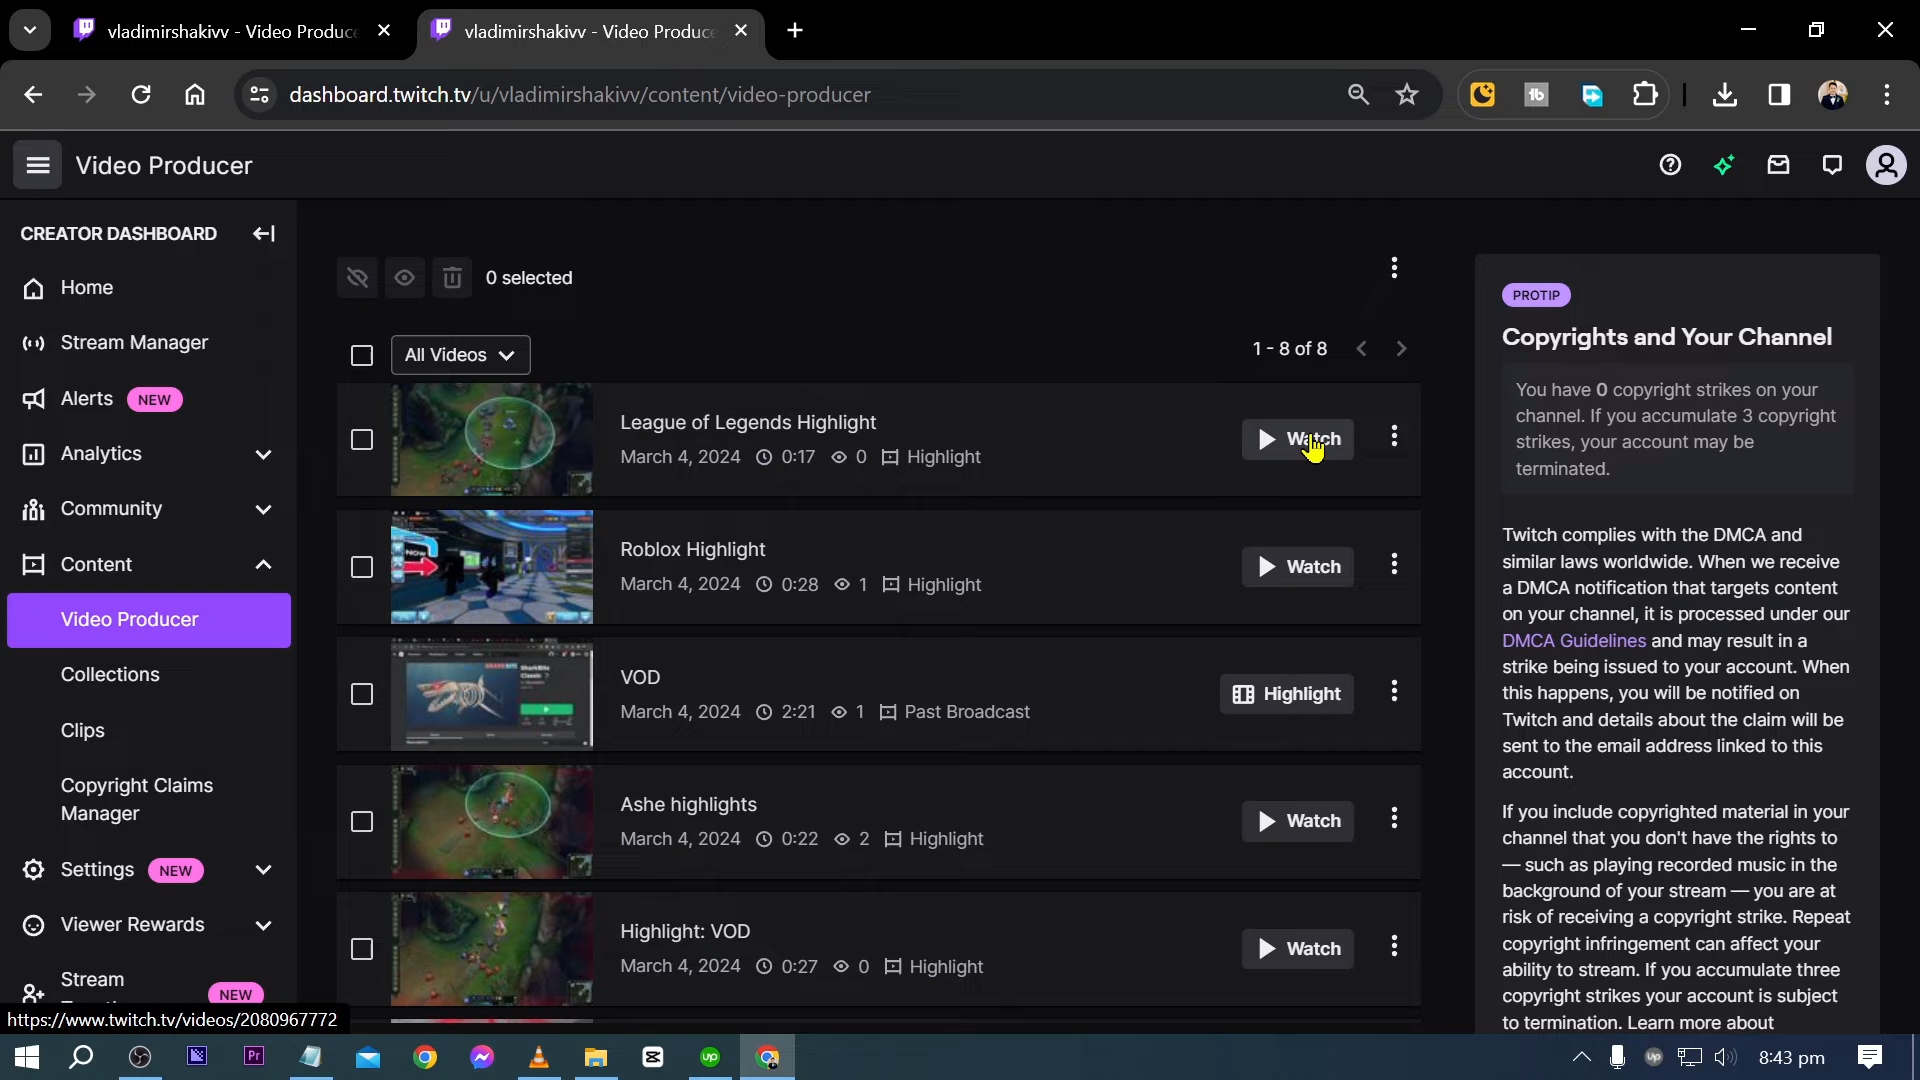 vladimirshakivv - Video Produce
vladimirshakivv - Video Produce
dashboard.twitch.tv/u/vladimirshakivv/content/video-producer
Video Producer
CREATOR DASHBOARD
Home
Stream Manager
Alerts NEW
Analytics
Community
Content
Video Producer
Collections
Clips
Copyright Claims
Manager
Settings NEW
Viewer Rewards
Stream
NEW
https://www.twitch.tv/videos/2080967772
0 selected
All Videos
1 - 8 of 8
League of Legends Highlight
March 4, 2024 0:17 0 Highlight
Watch
Roblox Highlight
March 4, 2024 0:28 1 Highlight
Watch
VOD
March 4, 2024 2:21 1 Past Broadcast
Highlight
Ashe highlights
March 4, 2024 0:22 2 Highlight
Watch
Highlight: VOD
March 4, 2024 0:27 0 Highlight
Watch
PROTIP
Copyrights and Your Channel
You have 0 copyright strikes on your
channel. If you accumulate 3 copyright
strikes, your account may be
terminated.
Twitch complies with the DMCA and
similar laws worldwide. When we receive
a DMCA notification that targets content
on your channel, it is processed under our
DMCA Guidelines and may result in a
strike being issued to your account. When
this happens, you will be notified on
Twitch and details about the claim will be
sent to the email address linked to this
account.
If you include copyrighted material in your
channel that you don't have the rights to
— such as playing recorded music in the
background of your stream — you are at
risk of receiving a copyright strike. Repeat
copyright infringement can affect your
ability to stream. If you accumulate three
copyright strikes your account is subject
to termination. Learn more about
8:43 pm